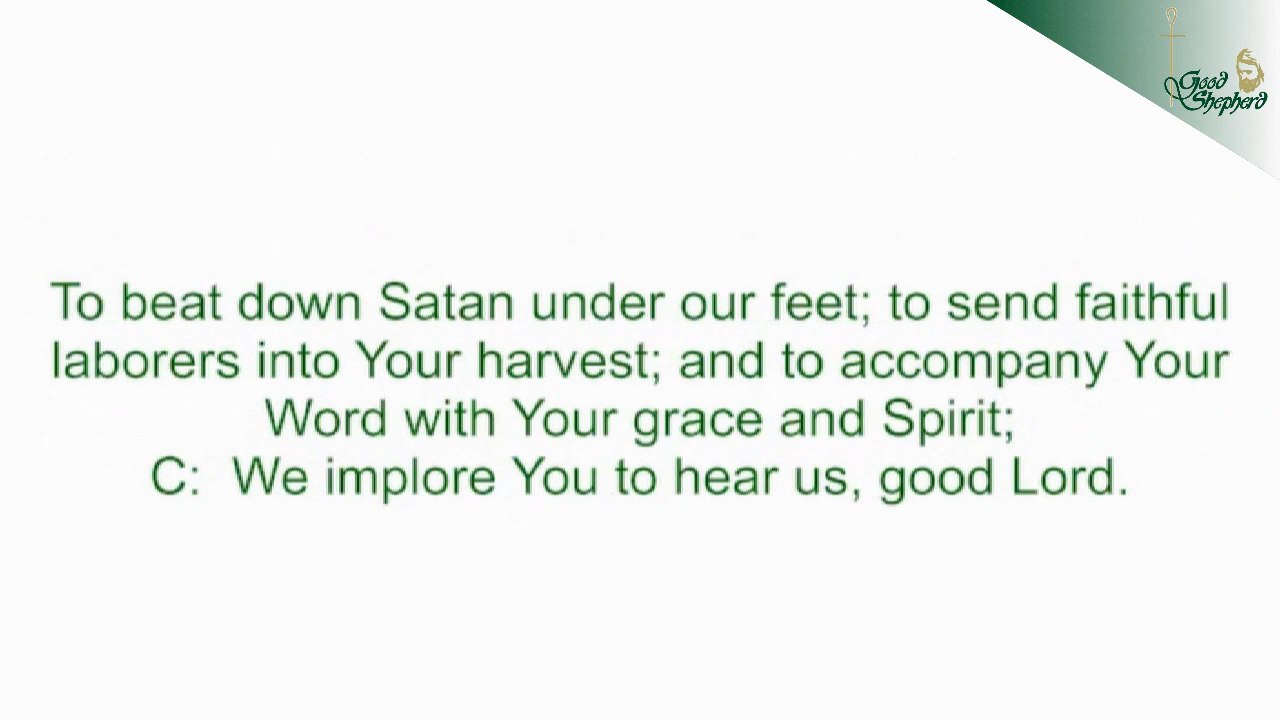 Good
Shepherd
To beat down Satan under our feet; to send faithful
laborers into Your harvest; and to accompany Your
Word with Your grace and Spirit;
C:  We implore You to hear us, good Lord.